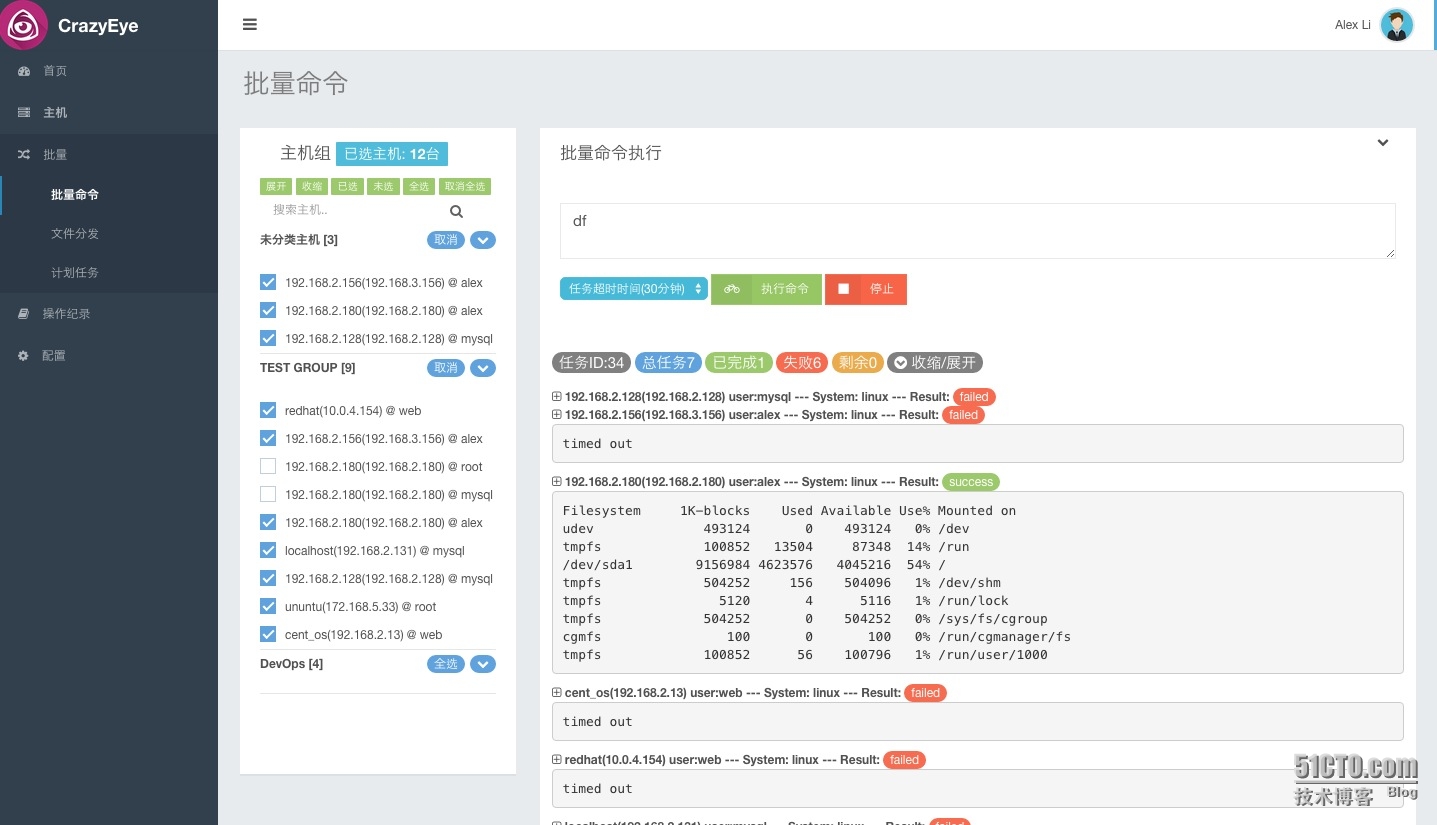 CrazyEye
Alex Li
首页
主机
批量
批量命令
文件分发
计划任务
操作纪录
配置
批量命令
主机组 已选主机: 12台
展开 收缩 已选 未选 全选 取消全选
搜索主机..
未分类主机 [3] 取消
192.168.2.156(192.168.3.156) @ alex
192.168.2.180(192.168.2.180) @ alex
192.168.2.128(192.168.2.128) @ mysql
TEST GROUP [9] 取消
redhat(10.0.4.154) @ web
192.168.2.156(192.168.3.156) @ alex
192.168.2.180(192.168.2.180) @ root
192.168.2.180(192.168.2.180) @ mysql
192.168.2.180(192.168.2.180) @ alex
localhost(192.168.2.131) @ mysql
192.168.2.128(192.168.2.128) @ mysql
ununtu(172.168.5.33) @ root
cent_os(192.168.2.13) @ web
DevOps [4] 全选
批量命令执行
df
任务超时时间(30分钟) 执行命令 停止
任务ID:34 总任务7 已完成1 失败6 剩余0 收缩/展开
192.168.2.128(192.168.2.128) user:mysql --- System: linux --- Result: failed
192.168.2.156(192.168.3.156) user:alex --- System: linux --- Result: failed
timed out
192.168.2.180(192.168.2.180) user:alex --- System: linux --- Result: success
Filesystem 1K-blocks Used Available Use% Mounted on
udev 493124 0 493124 0% /dev
tmpfs 100852 13504 87348 14% /run
/dev/sda1 9156984 4623576 4045216 54% /
tmpfs 504252 156 504096 1% /dev/shm
tmpfs 5120 4 5116 1% /run/lock
tmpfs 504252 0 504252 0% /sys/fs/cgroup
cgmfs 100 0 100 0% /run/cgmanager/fs
tmpfs 100852 56 100796 1% /run/user/1000
cent_os(192.168.2.13) user:web --- System: linux --- Result: failed
timed out
redhat(10.0.4.154) user:web --- System: linux --- Result: failed
timed out
localhost(192.168.2.131) user:mysql --- System: linux --- Result: failed
51CTO.com
技术博客 Blog